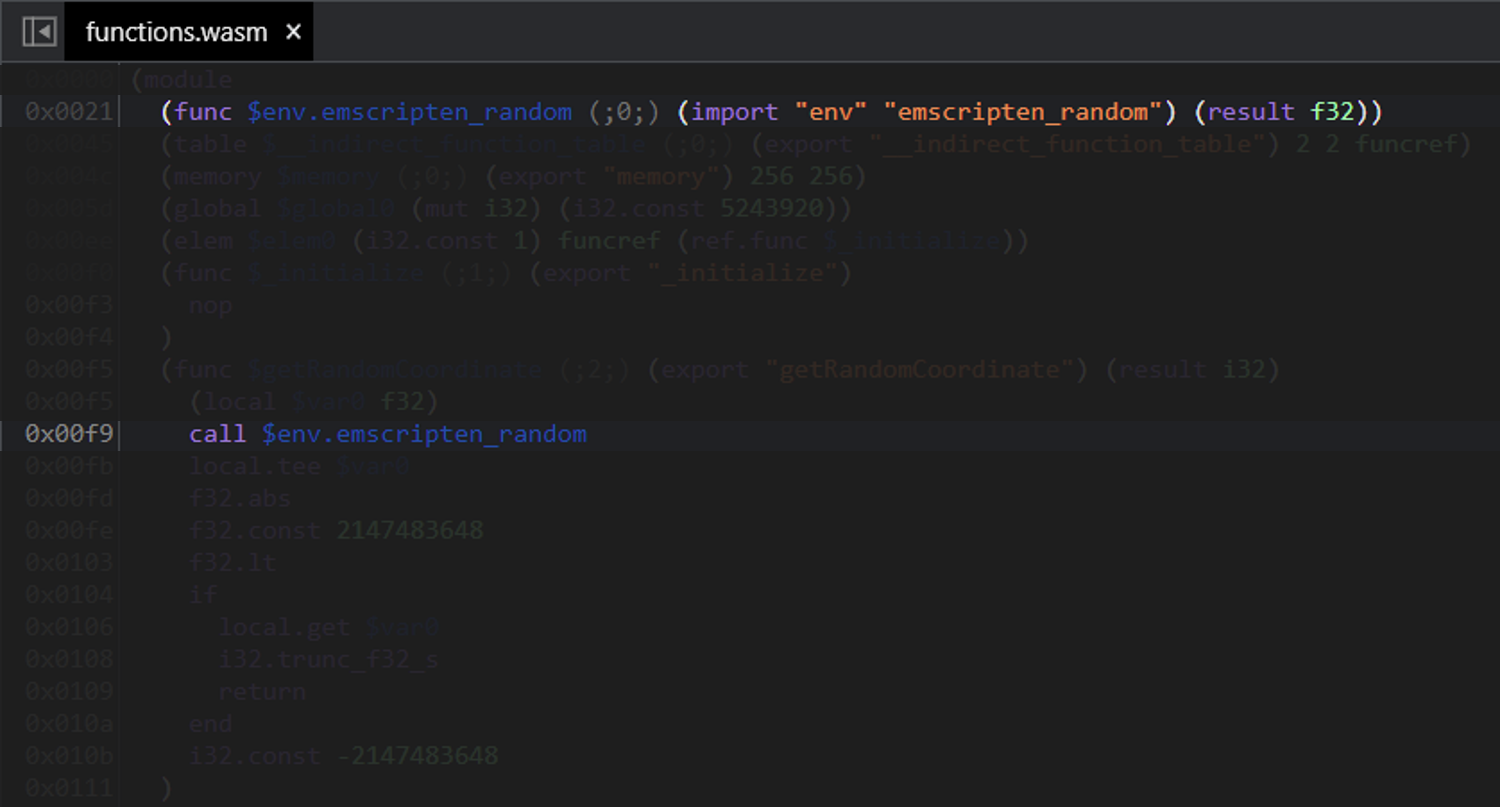 functions.wasm ×
0x0000 (module
0x0021 (func $env.emscripten_random (;0;) (import "env" "emscripten_random") (result f32))
0x0045 (table $__indirect_function_table (;0;) (export "__indirect_function_table") 2 2 funcref)
(memory $memory (;0;) (export "memory") 256 256)
(global $global0 (mut i32) (i32.const 5243920))
(elem $elem0 (i32.const 1) funcref (ref.func $_initialize))
(func $_initialize (;1;) (export "_initialize")
0x00f3 nop
0x00f4 )
0x00f5 (func $getRandomCoordinate (;2;) (export "getRandomCoordinate") (result i32)
0x00f5 (local $var0 f32)
0x00f9 call $env.emscripten_random
0x00fb local.tee $var0
0x00fd f32.abs
0x00fe f32.const 2147483648
0x0103 f32.lt
0x0104 if
0x0106 local.get $var0
0x0108 i32.trunc_f32_s
0x0109 return
0x010a end
0x010b i32.const -2147483648
0x0111 )